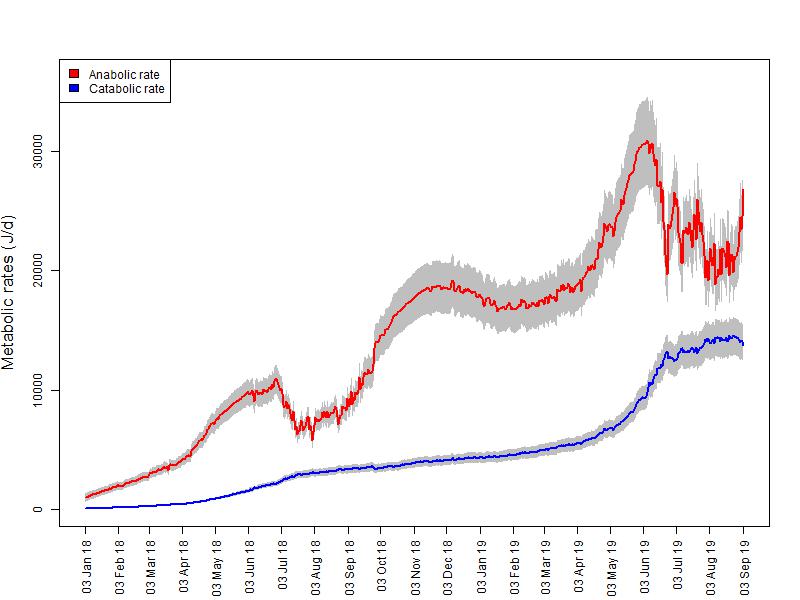 Anabolic rate
Catabolic rate
Metabolic rates (J/d)
30000
20000
10000
0
03 Jan 18
03 Feb 18
03 Mar 18
03 Apr 18
03 May 18
03 Jun 18
03 Jul 18
03 Aug 18
03 Sep 18
03 Oct 18
03 Nov 18
03 Dec 18
03 Jan 19
03 Feb 19
03 Mar 19
03 Apr 19
03 May 19
03 Jun 19
03 Jul 19
03 Aug 19
03 Sep 19